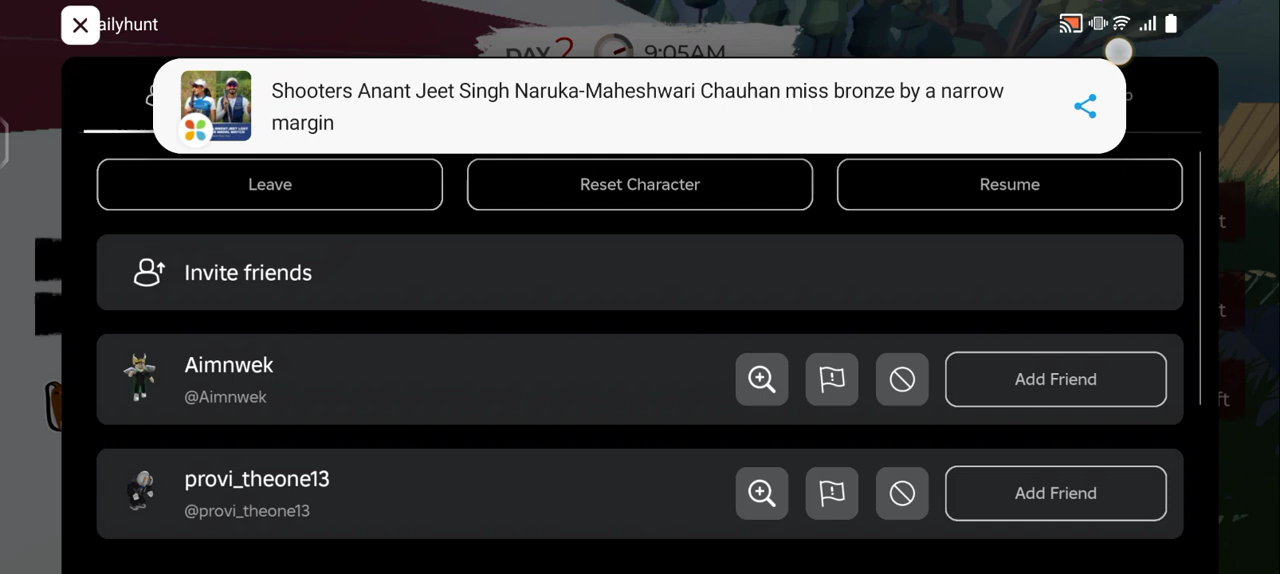 ailyhunt
DAY 2 9:05AM
Shooters Anant Jeet Singh Naruka-Maheshwari Chauhan miss bronze by a narrow
margin
Leave
Reset Character
Resume
Invite friends
Aimnwek
@Aimnwek
Add Friend
provi_theone13
@provi_theone13
Add Friend